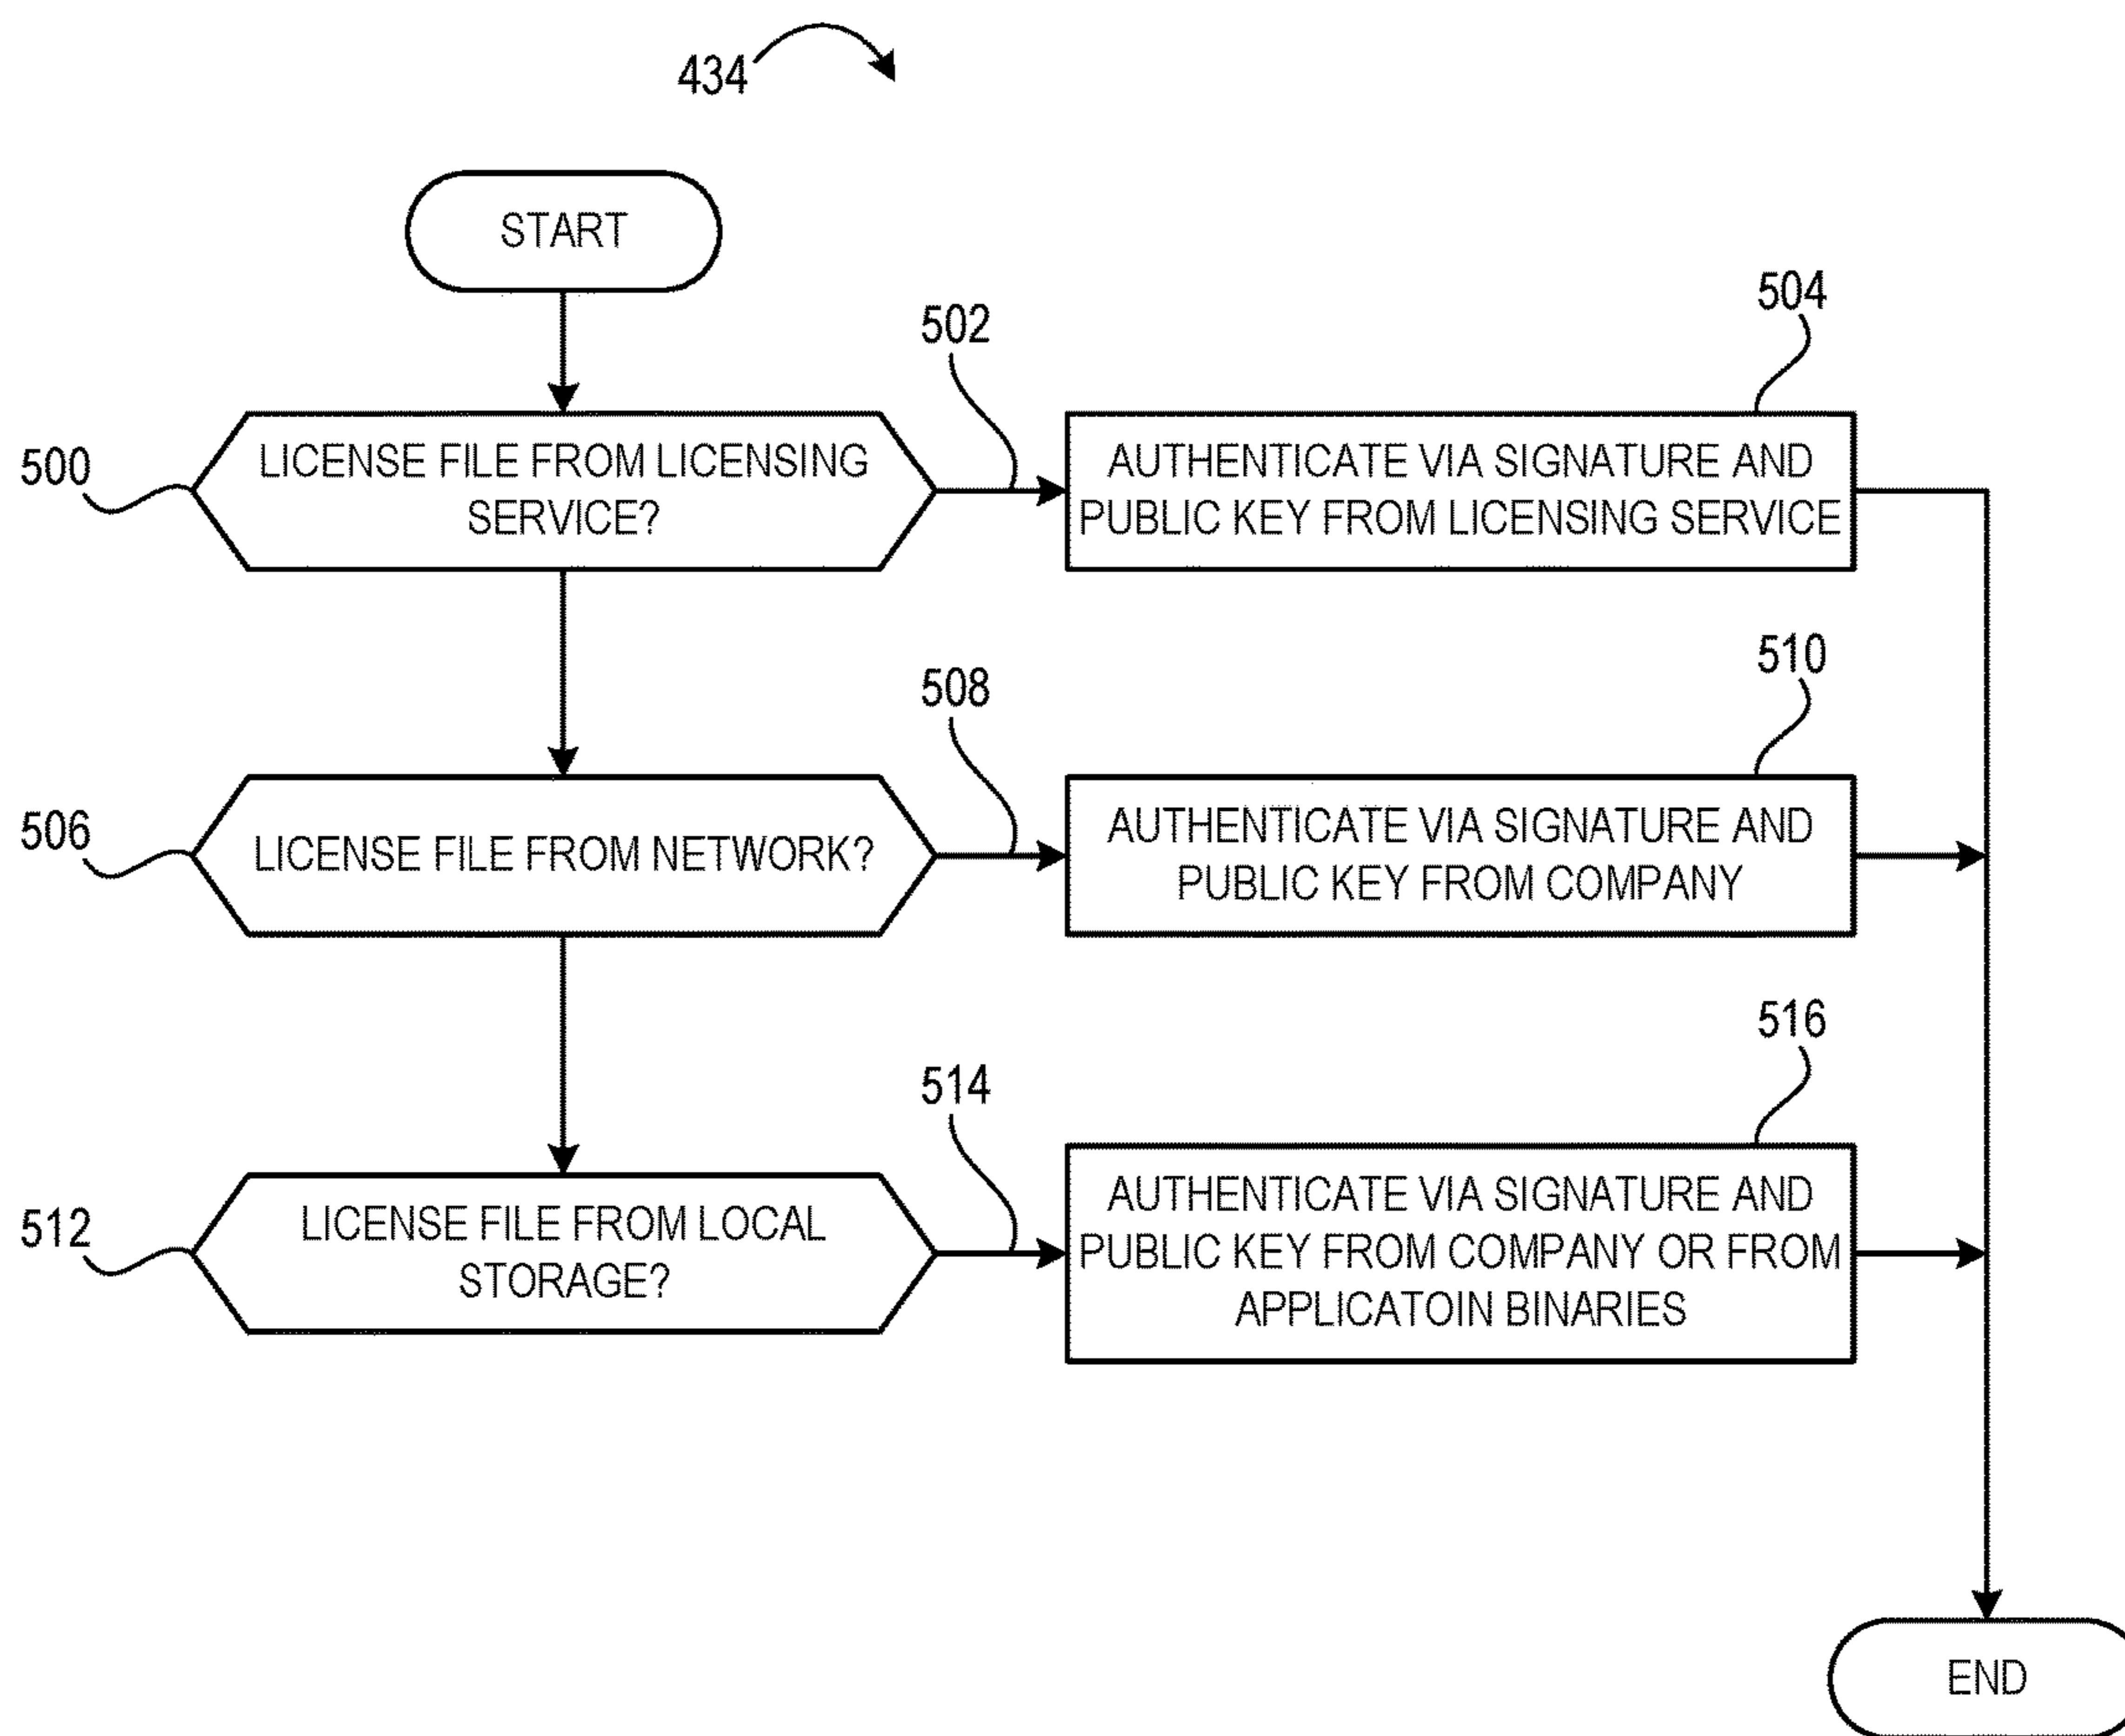 434
START
502
504
500
LICENSE FILE FROM LICENSING
SERVICE?
AUTHENTICATE VIA SIGNATURE AND
PUBLIC KEY FROM LICENSING SERVICE
508
510
506
LICENSE FILE FROM NETWORK?
AUTHENTICATE VIA SIGNATURE AND
PUBLIC KEY FROM COMPANY
514
516
512
LICENSE FILE FROM LOCAL
STORAGE?
AUTHENTICATE VIA SIGNATURE AND
PUBLIC KEY FROM COMPANY OR FROM
APPLICATOIN BINARIES
END